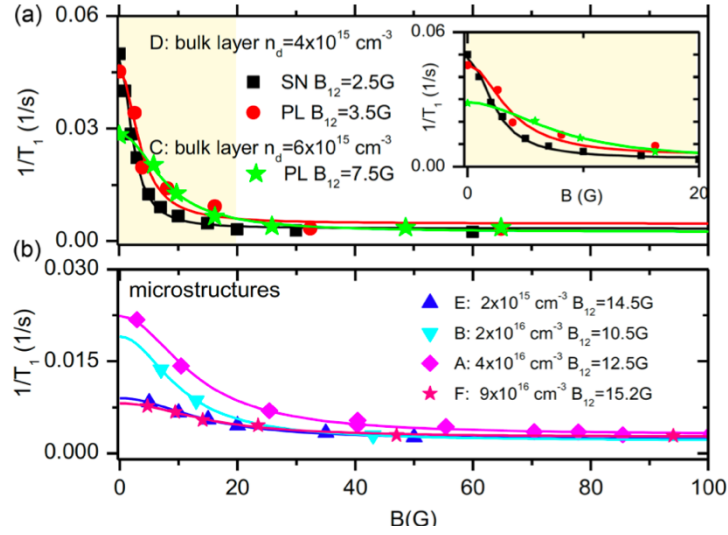 (a)
D: bulk layer n_d=4x10^15 cm^-3
SN B_12=2.5G
PL B_12=3.5G
C: bulk layer n_d=6x10^15 cm^-3
PL B_12=7.5G
1/T_1 (1/s)
0.06
0.03
0.00
1/T_1 (1/s)
0.06
0.00
0
20
B (G)
(b)
microstructures
E: 2x10^15 cm^-3 B_12=14.5G
B: 2x10^16 cm^-3 B_12=10.5G
A: 4x10^16 cm^-3 B_12=12.5G
F: 9x10^16 cm^-3 B_12=15.2G
1/T_1 (1/s)
0.030
0.015
0.000
0 20 40 60 80 100
B(G)